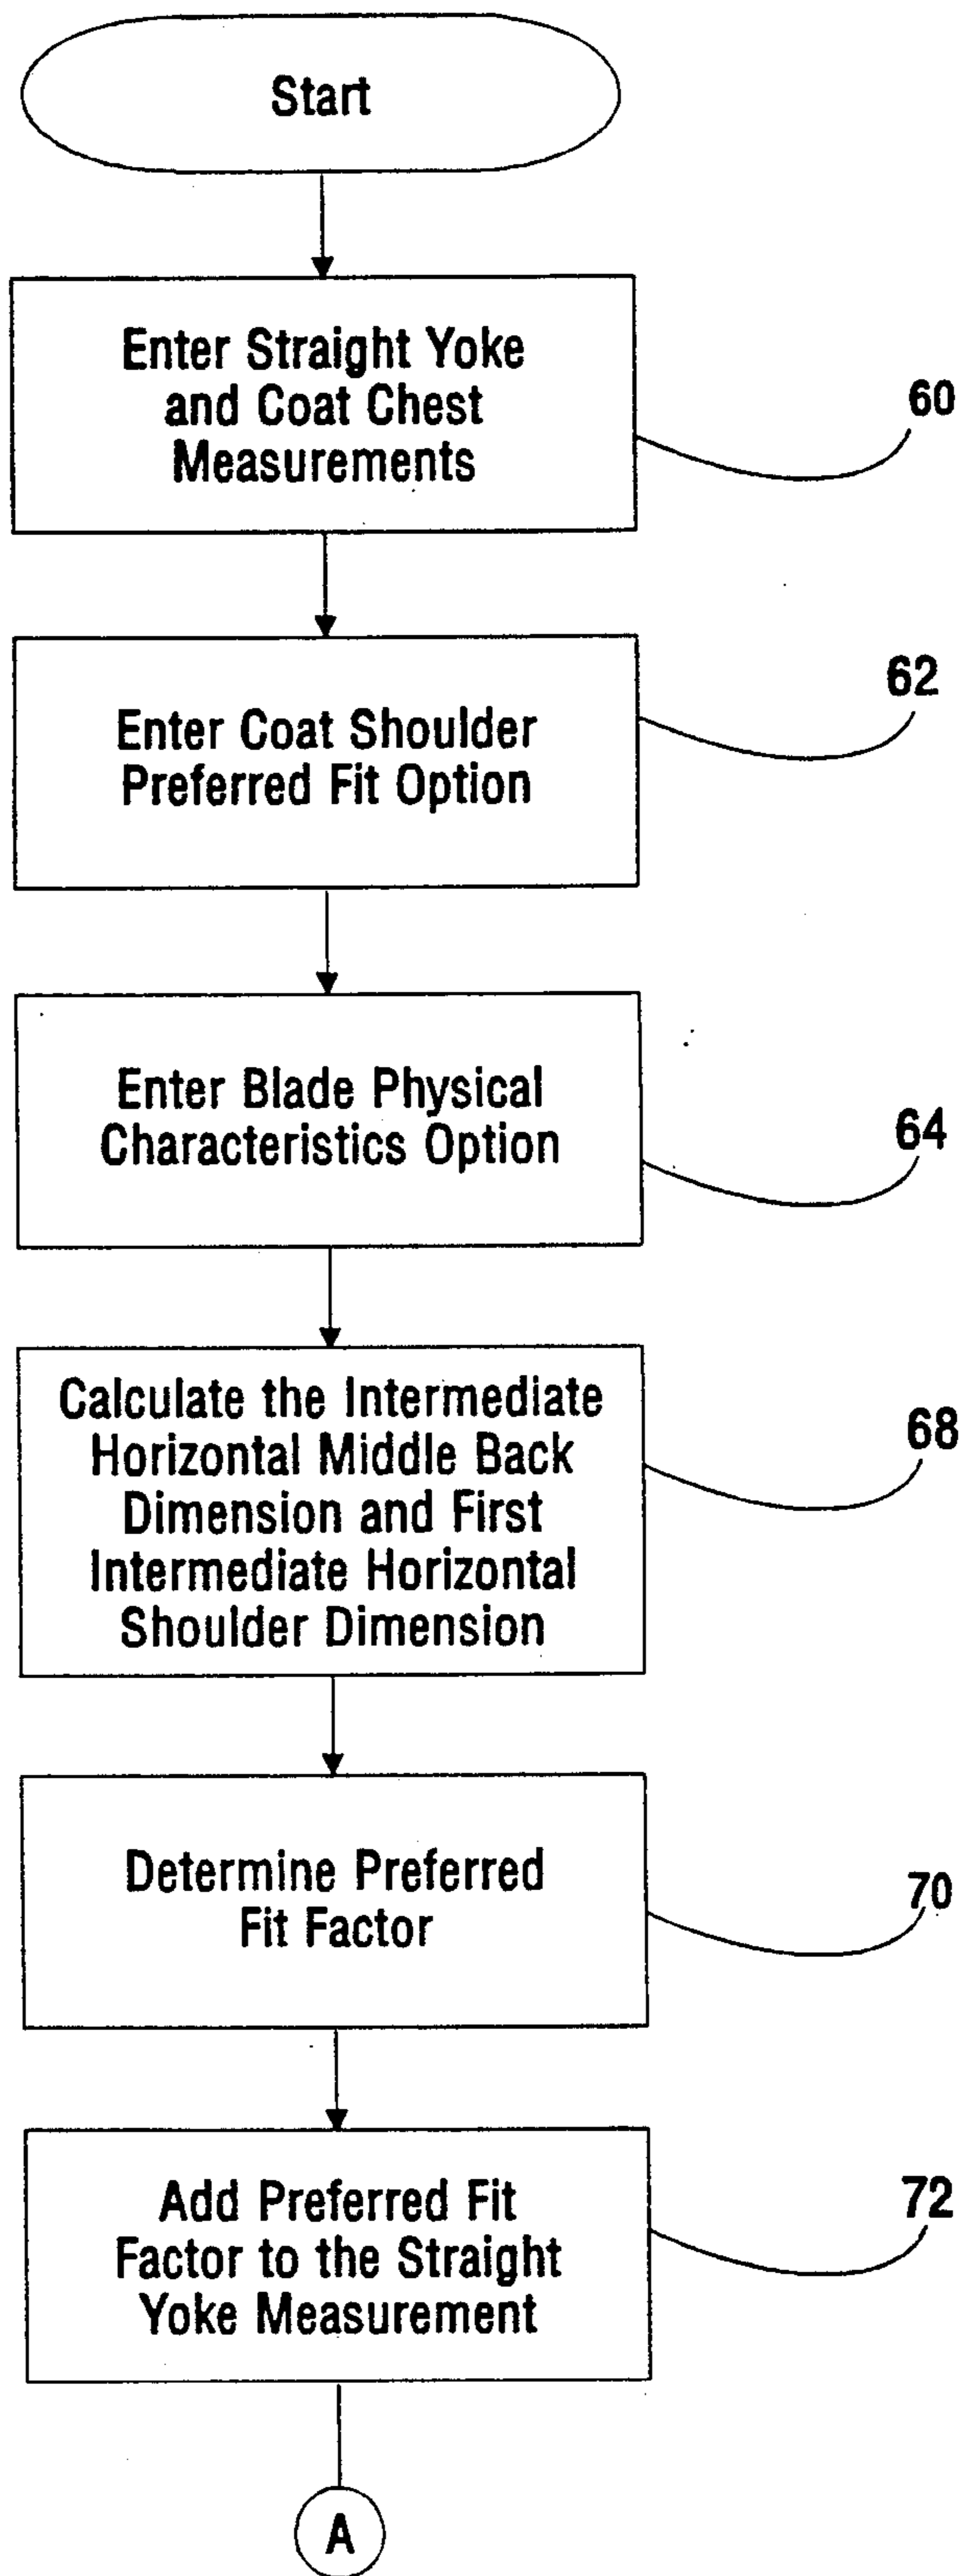 Start
Enter Straight Yoke
and Coat Chest
Measurements
60
Enter Coat Shoulder
Preferred Fit Option
62
Enter Blade Physical
Characteristics Option
64
Calculate the Intermediate
Horizontal Middle Back
Dimension and First
Intermediate Horizontal
Shoulder Dimension
68
Determine Preferred
Fit Factor
70
Add Preferred Fit
Factor to the Straight
Yoke Measurement
72
A